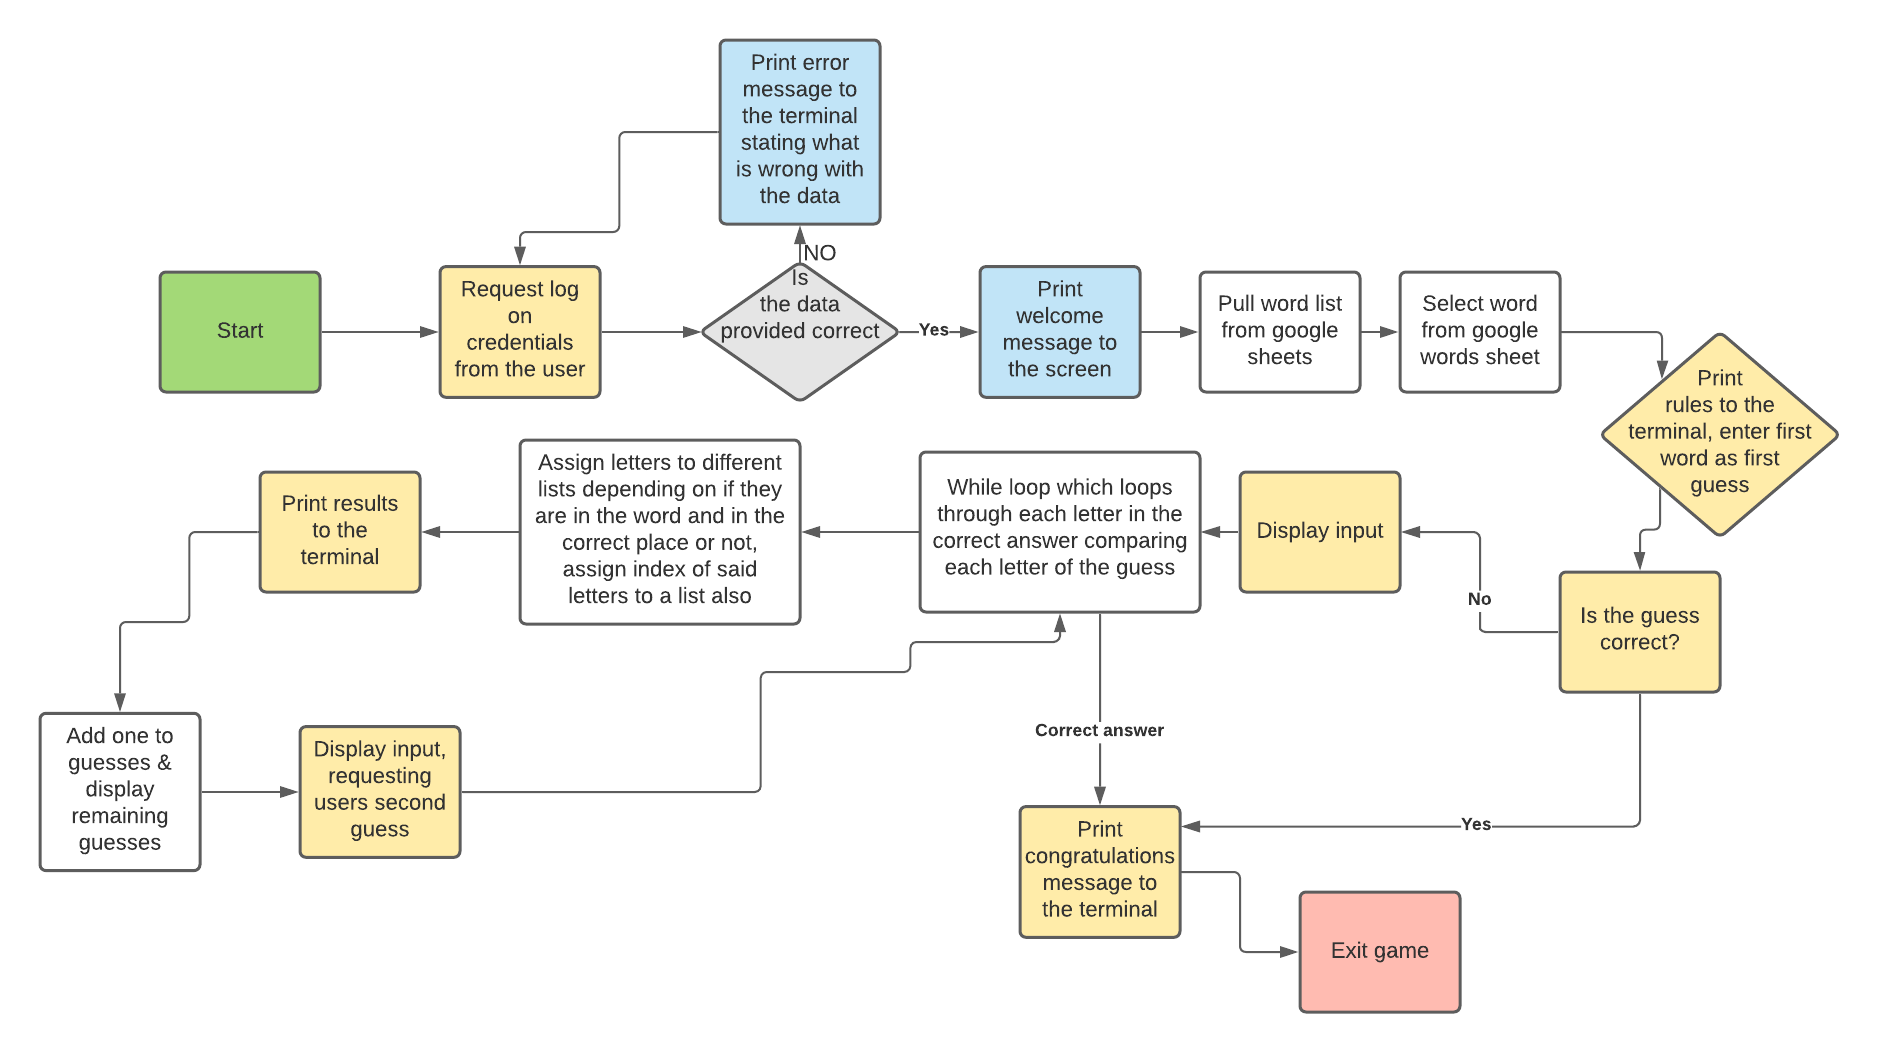 Print error
message to
the terminal
stating what
is wrong with
the data
NO
Start
Request log
on
credentials
from the user
Is
the data
provided correct
Yes
Print
welcome
message to
the screen
Pull word list
from google
sheets
Select word
from google
words sheet
Print
rules to the
terminal, enter first
word as first
guess
Is the guess
correct?
No
Display input
While loop which loops
through each letter in the
correct answer comparing
each letter of the guess
Assign letters to different
lists depending on if they
are in the word and in the
correct place or not,
assign index of said
letters to a list also
Print results
to the
terminal
Add one to
guesses &
display
remaining
guesses
Display input,
requesting
users second
guess
Correct answer
Yes
Print
congratulations
message to
the terminal
Exit game